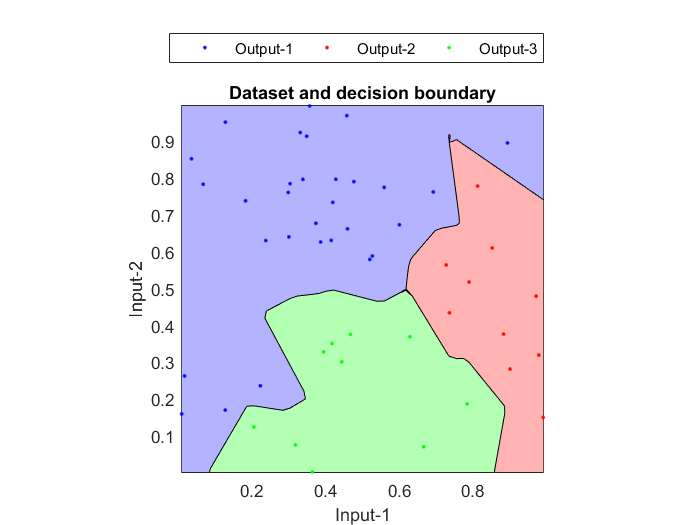 Output-1 Output-2 Output-3
Dataset and decision boundary
0.9
0.8
0.7
0.6
0.5
0.4
0.3
0.2
0.1
Input-2
0.2 0.4 0.6 0.8
Input-1